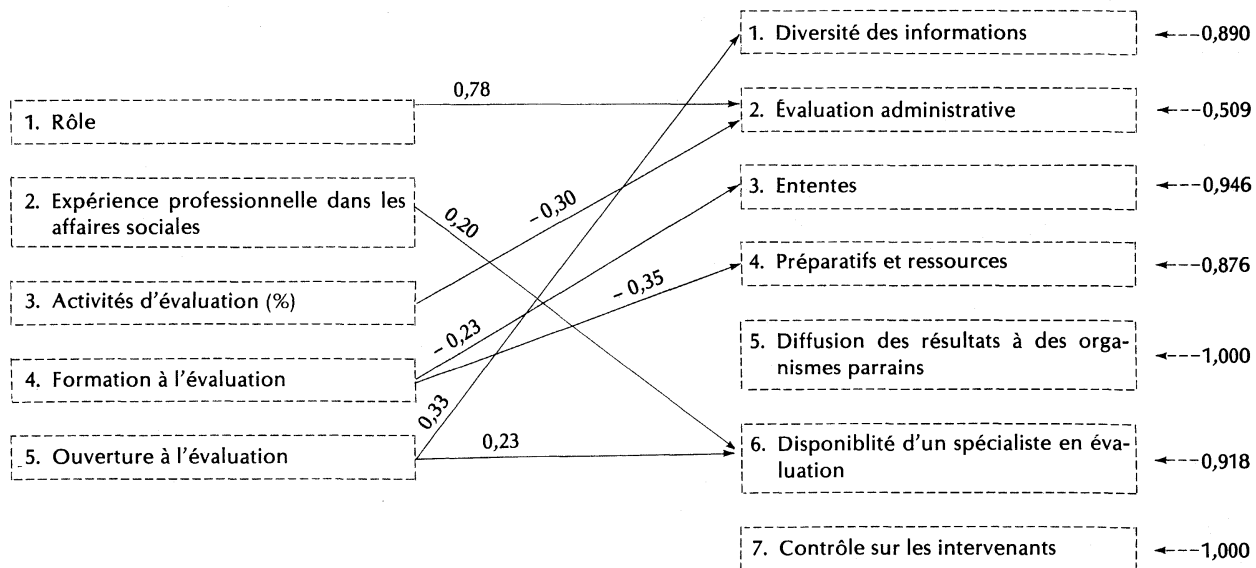 1. Diversité des informations
0,890
0,78
1. Rôle
2. Évaluation administrative
0,509
2. Expérience professionnelle dans les
affaires sociales
0,20
- 0,30
3. Ententes
0,946
3. Activités d'évaluation (%)
- 0,35
4. Préparatifs et ressources
0,876
- 0,23
4. Formation à l'évaluation
5. Diffusion des résultats à des orga-
nismes parrains
1,000
0,33
5. Ouverture à l'évaluation
0,23
6. Disponiblité d'un spécialiste en éva-
luation
0,918
7. Contrôle sur les intervenants
1,000